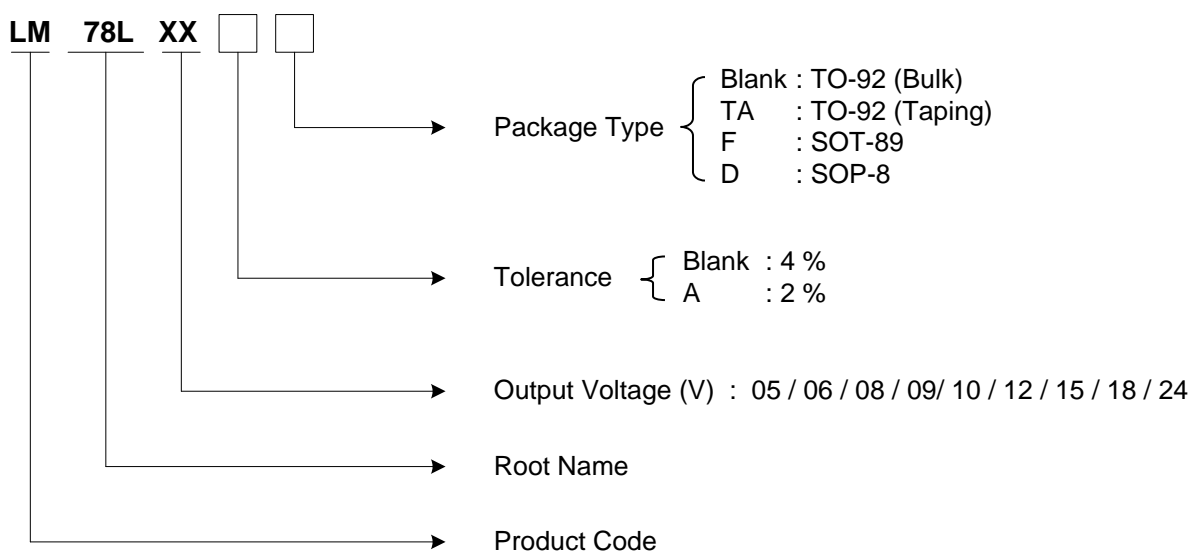 LM 78L XX
Blank : TO-92 (Bulk)
TA : TO-92 (Taping)
Package Type
F : SOT-89
D : SOP-8
Blank : 4 %
Tolerance
A : 2 %
Output Voltage (V) : 05 / 06 / 08 / 09/ 10 / 12 / 15 / 18 / 24
Root Name
Product Code